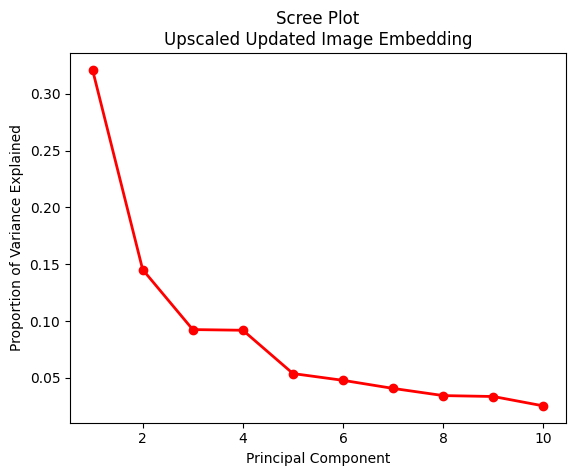 Scree Plot
Upscaled Updated Image Embedding
Proportion of Variance Explained
0.30
0.25
0.20
0.15
0.10
0.05
2 4 6 8 10
Principal Component